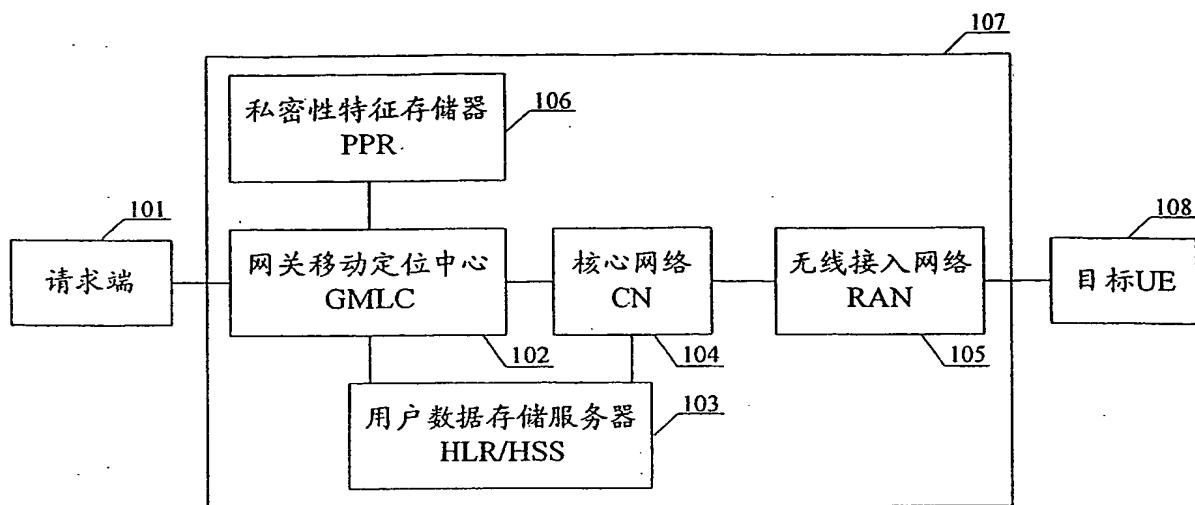 107
私密性特征存储器
PPR
106
101
请求端
网关移动定位中心
GMLC
102
核心网络
CN
104
无线接入网络
RAN
105
108
目标UE
用户数据存储服务器
HLR/HSS
103